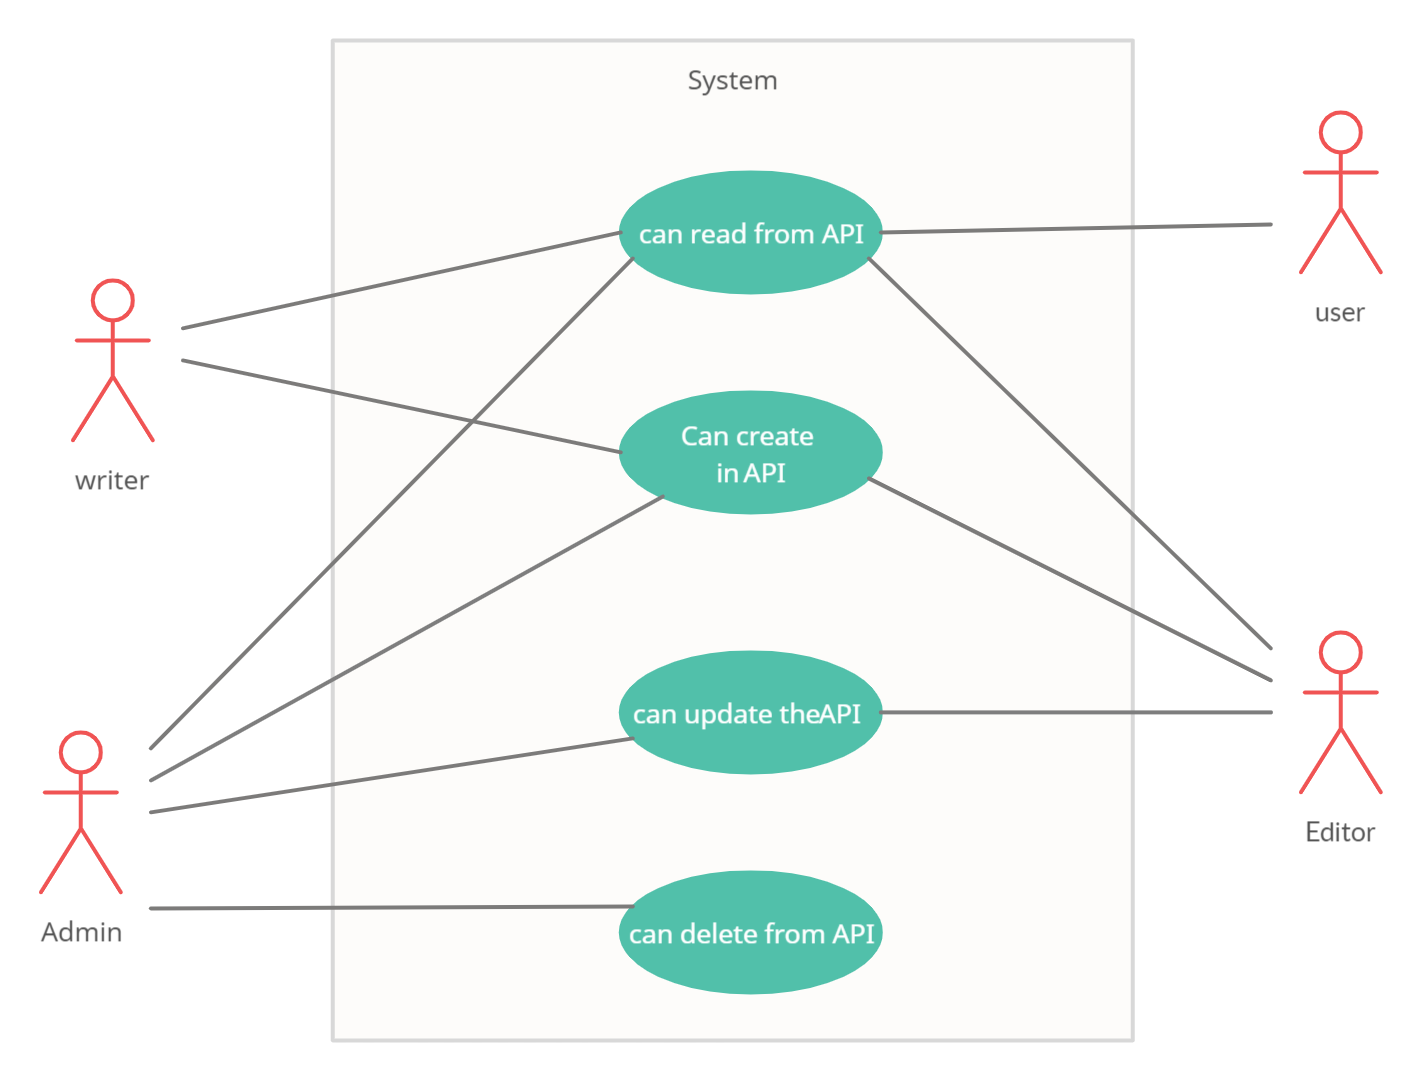 System
can read from API
user
writer
Can create
in API
can update theAPI
Editor
Admin
can delete from API